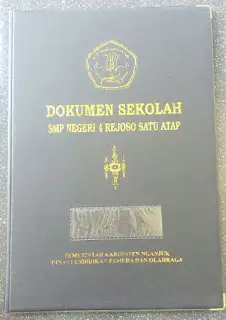 DOKUMEN SEKOLAH
SMP NEGERI 4 REJOSO SATU ATAP
PEMERINTAH KABUPATEN NGANJUK
DINAS PENDIDIKAN PEMUDA DAN OLAHRAGA